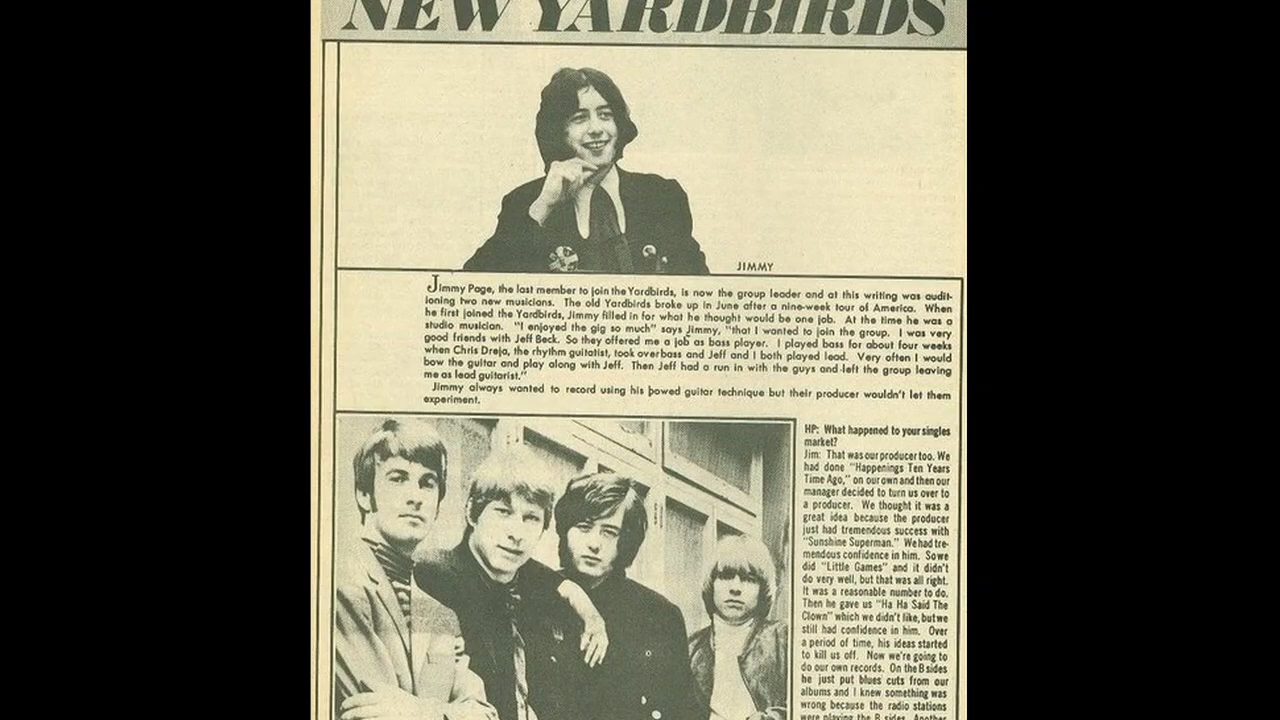 NEW YARDBIRDS
JIMMY
Jimmy Page, the last member to join the Yardbirds, is now the group leader and at this writing was audit-
ioning two new musicians. The old Yardbirds broke up in June after a nine-week tour of America. When
he first joined the Yardbirds, Jimmy filled in for what he thought would be one job. At the time he was a
studio musician. "I enjoyed the gig so much" says Jimmy, "that I wanted to join the group. I was very
good friends with Jeff Beck. So they offered me a job as bass player. I played bass for about four weeks
when Chris Dreja, the rhythm guitatist, took over bass and Jeff and I both played lead. Very often I would
bow the guitar and play along with Jeff. Then Jeff had a run in with the guys and left the group leaving
me as lead guitarist."
Jimmy always wanted to record using his bowed guitar technique but their producer wouldn't let them
experiment.
HP: What happened to your singles
market?
Jim: That was our producer too. We
had done "Happenings Ten Years
Time Ago," on our own and then our
manager decided to turn us over to
a producer. We thought it was a
great idea because the producer
just had tremendous success with
"Sunshine Superman." We had tre-
mendous confidence in him. So we
did "Little Games" and it didn't
do very well, but that was all right.
It was a reasonable number to do.
Then he gave us "Ha Ha Said The
Clown" which we didn't like, but we
still had confidence in him. Over
a period of time, his ideas started
to kill us off. Now we're going to
do our own records. On the B sides
he just put blues cuts from our
albums and I knew something was
wrong because the radio stations
were playing the B sides. Another